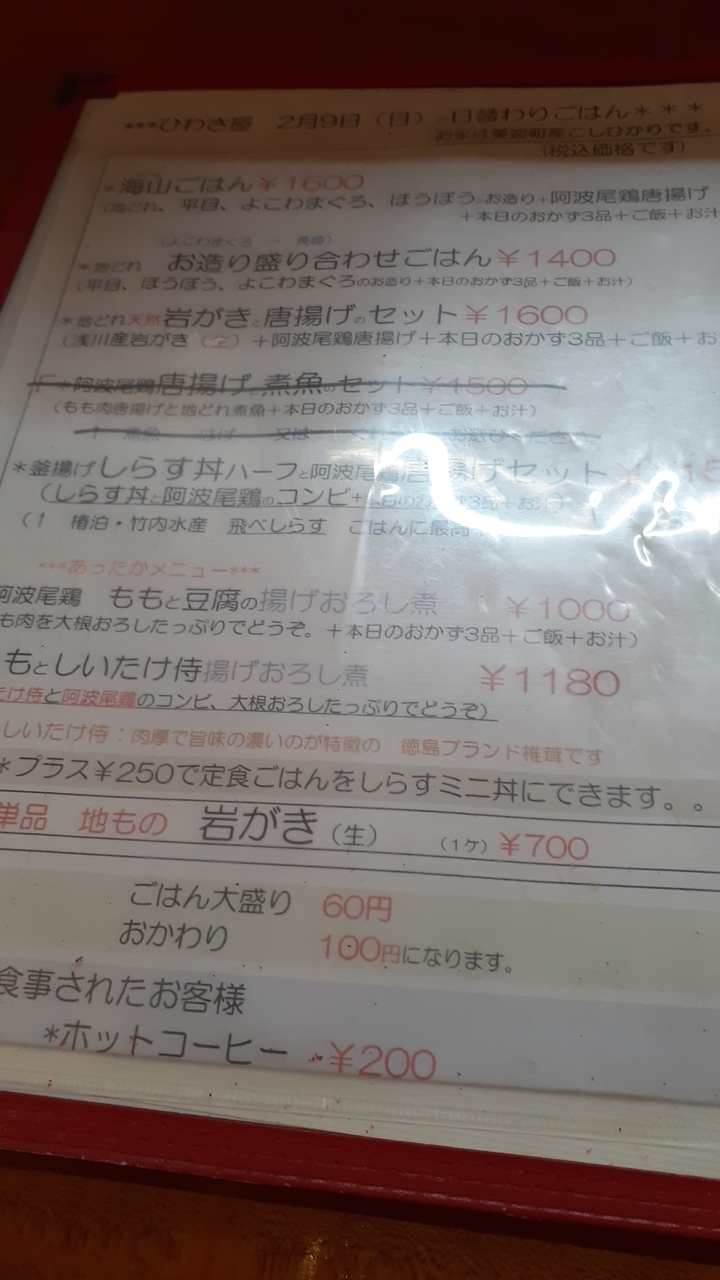 ***ひわき屋 2月9日(日) 日替わりごはん***
お米は美波町産こしひかりです。
(税込価格です)
*海山ごはん¥1600
(地どれ、平目、よこわまぐろ、ほうぼうのお造り+阿波尾鶏唐揚げ
+本日のおかず3品+ご飯+お汁
(よこわまぐろ → 長崎)
*地どれ お造り盛り合わせごはん¥1400
(平目、ほうぼう、よこわまぐろのお造り+本日のおかず3品+ご飯+お汁)
*地どれ天然岩がきと唐揚げのセット¥1600
(浅川産岩がき(生)+阿波尾鶏唐揚げ+本日のおかず3品+ご飯+お
*阿波尾鶏唐揚げと煮魚のセット¥1500
(もも肉唐揚げと地どれ煮魚+本日のおかず3品+ご飯+お汁)
↑ 煮魚 はげ 又は
*釜揚げしらす丼ハーフと阿波尾鶏唐揚げセット ¥15
(しらす丼と阿波尾鶏のコンビ+本日のおかず3品+お汁)
(↑ 椿泊・竹内水産 飛べしらす ごはんに最高
***あったかメニュー***
阿波尾鶏 ももと豆腐の揚げおろし煮 ¥1000
も肉を大根おろしたっぷりでどうぞ。+本日のおかず3品+ご飯+お汁)
もとしいたけ侍揚げおろし煮 ¥1180
たけ侍と阿波尾鶏のコンビ、大根おろしたっぷりでどうぞ)
しいたけ侍:肉厚で旨味の濃いのが特徴の 徳島ブランド椎茸です
*プラス¥250で定食ごはんをしらすミニ丼にできます。。
単品 地もの 岩がき(生) (1ケ)¥700
ごはん大盛り 60円
おかわり 100円になります。
食事されたお客様
*ホットコーヒー ¥200